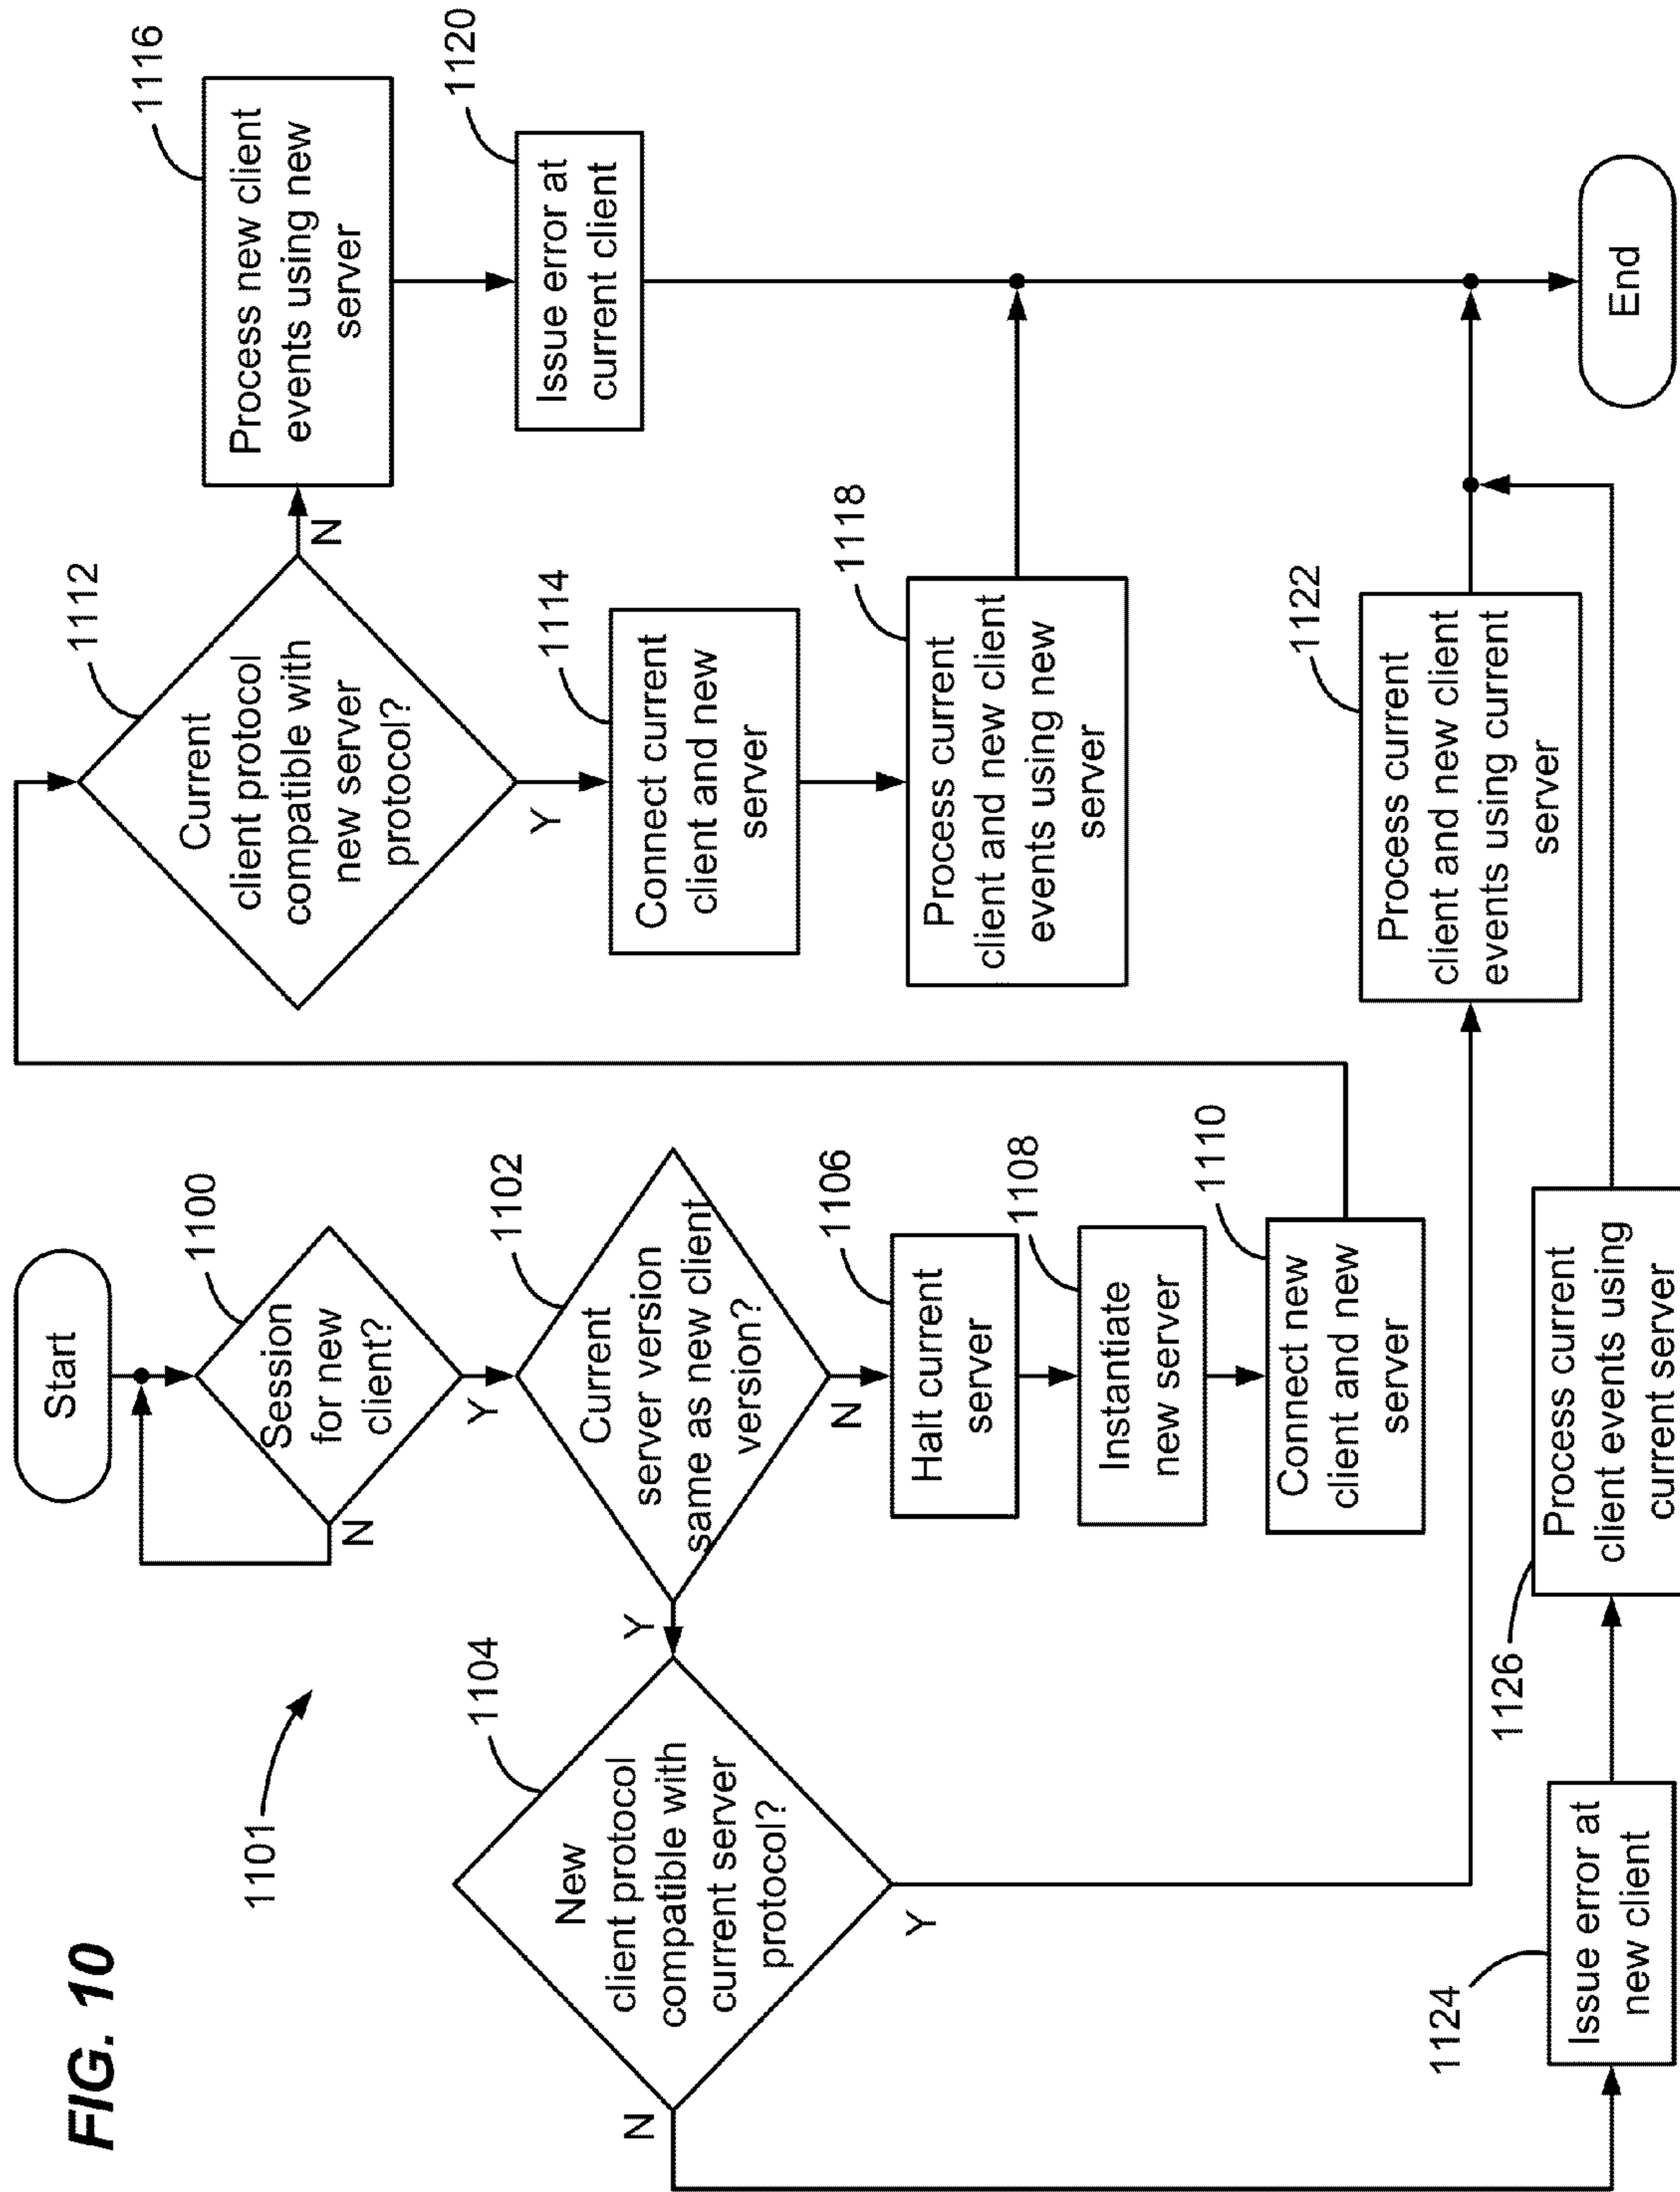 FIG. 10
1101
Start
1100
Session
for new
client?
N
Y
1102
Current
server version
same as new client
version?
Y
N
1104
New
client protocol
compatible with
current server
protocol?
N
Y
1106
Halt current
server
1108
Instantiate
new server
1110
Connect new
client and new
server
1112
Current
client protocol
compatible with
new server
protocol?
N
Y
1114
Connect current
client and new
server
1116
Process new client
events using new
server
1118
Process current
client and new client
events using new
server
1120
Issue error at
current client
1122
Process current
client and new client
events using current
server
1124
Issue error at
new client
1126
Process current
client events using
current server
End